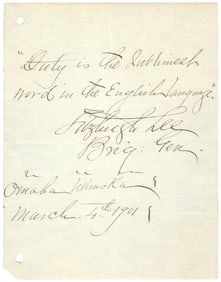 "Duty is the Sublimest
word in the English Language".
Fitzhugh Lee
Brig. Gen.
Omaha Nebraska
March 4th 1901